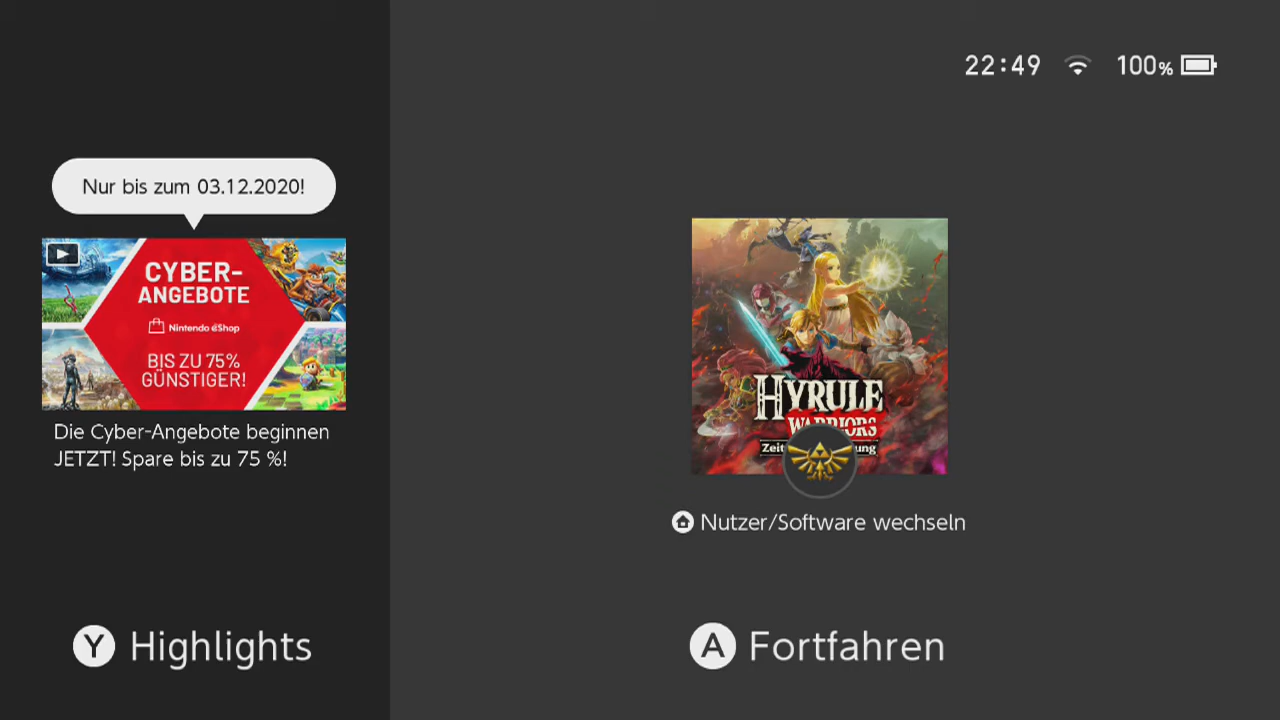 22:49
100%
Nur bis zum 03.12.2020!
CYBER-
ANGEBOTE
Nintendo eShop
BIS ZU 75%
GÜNSTIGER!
Die Cyber-Angebote beginnen
JETZT! Spare bis zu 75 %!
HYRULE
WARRIORS
Nutzer/Software wechseln
Y Highlights
A Fortfahren